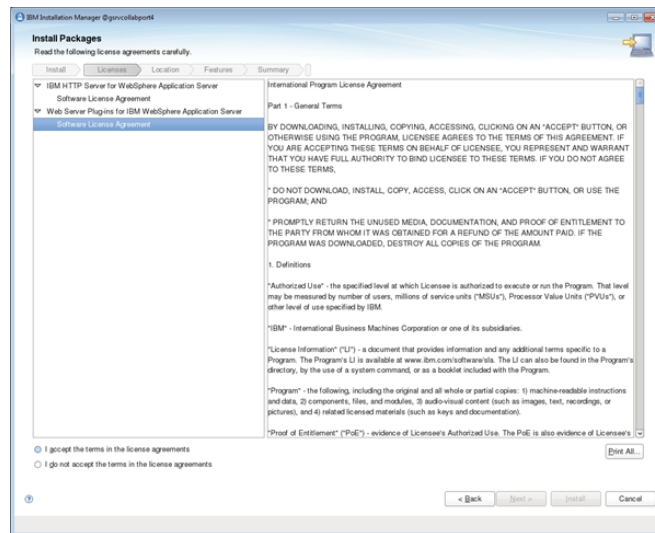 IBM Installation Manager @gsrvcollabport4
Install Packages
Read the following license agreements carefully.
Install
Licenses
Location
Features
Summary
IBM HTTP Server for WebSphere Application Server
Software License Agreement
Web Server Plug-ins for IBM WebSphere Application Server
Software License Agreement
International Program License Agreement
Part 1 - General Terms
BY DOWNLOADING, INSTALLING, COPYING, ACCESSING, CLICKING ON AN "ACCEPT" BUTTON, OR
OTHERWISE USING THE PROGRAM, LICENSEE AGREES TO THE TERMS OF THIS AGREEMENT. IF
YOU ARE ACCEPTING THESE TERMS ON BEHALF OF LICENSEE, YOU REPRESENT AND WARRANT
THAT YOU HAVE FULL AUTHORITY TO BIND LICENSEE TO THESE TERMS. IF YOU DO NOT AGREE
TO THESE TERMS,
* DO NOT DOWNLOAD, INSTALL, COPY, ACCESS, CLICK ON AN "ACCEPT" BUTTON, OR USE THE
PROGRAM; AND
* PROMPTLY RETURN THE UNUSED MEDIA, DOCUMENTATION, AND PROOF OF ENTITLEMENT TO
THE PARTY FROM WHOM IT WAS OBTAINED FOR A REFUND OF THE AMOUNT PAID. IF THE
PROGRAM WAS DOWNLOADED, DESTROY ALL COPIES OF THE PROGRAM.
1. Definitions
"Authorized Use" - the specified level at which Licensee is authorized to execute or run the Program. That level
may be measured by number of users, millions of service units ("MSUs"), Processor Value Units ("PVUs"), or
other level of use specified by IBM.
"IBM" - International Business Machines Corporation or one of its subsidiaries.
"License Information" ("LI") - a document that provides information and any additional terms specific to a
Program. The Program's LI is available at www.ibm.com/software/sla. The LI can also be found in the Program's
directory, by the use of a system command, or as a booklet included with the Program.
"Program" - the following, including the original and all whole or partial copies: 1) machine-readable instructions
and data, 2) components, files, and modules, 3) audio-visual content (such as images, text, recordings, or
pictures), and 4) related licensed materials (such as keys and documentation).
"Proof of Entitlement" ("PoE") - evidence of Licensee's Authorized Use. The PoE is also evidence of Licensee's
I accept the terms in the license agreements
Print All...
I do not accept the terms in the license agreements
< Back
Next >
Install
Cancel